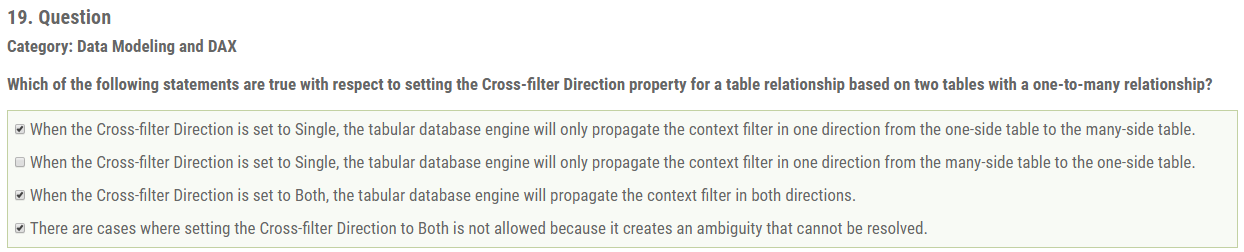 19. Question
Category: Data Modeling and DAX
Which of the following statements are true with respect to setting the Cross-filter Direction property for a table relationship based on two tables with a one-to-many relationship?
When the Cross-filter Direction is set to Single, the tabular database engine will only propagate the context filter in one direction from the one-side table to the many-side table.
When the Cross-filter Direction is set to Single, the tabular database engine will only propagate the context filter in one direction from the many-side table to the one-side table.
When the Cross-filter Direction is set to Both, the tabular database engine will propagate the context filter in both directions.
There are cases where setting the Cross-filter Direction to Both is not allowed because it creates an ambiguity that cannot be resolved.